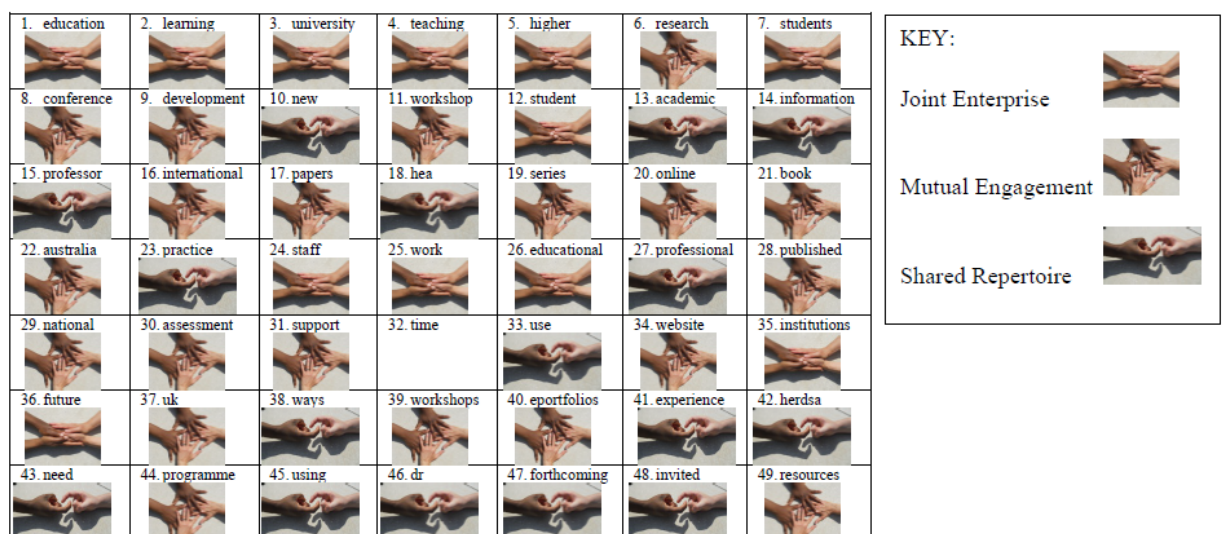 1. education 2. learning 3. university 4. teaching 5. higher 6. research 7. students
8. conference 9. development 10. new 11. workshop 12. student 13. academic 14. information
15. professor 16. international 17. papers 18. hea 19. series 20. online 21. book
22. australia 23. practice 24. staff 25. work 26. educational 27. professional 28. published
29. national 30. assessment 31. support 32. time 33. use 34. website 35. institutions
36. future 37. uk 38. ways 39. workshops 40. eportfolios 41. experience 42. herdsa
43. need 44. programme 45. using 46. dr 47. forthcoming 48. invited 49. resources
KEY:
Joint Enterprise
Mutual Engagement
Shared Repertoire